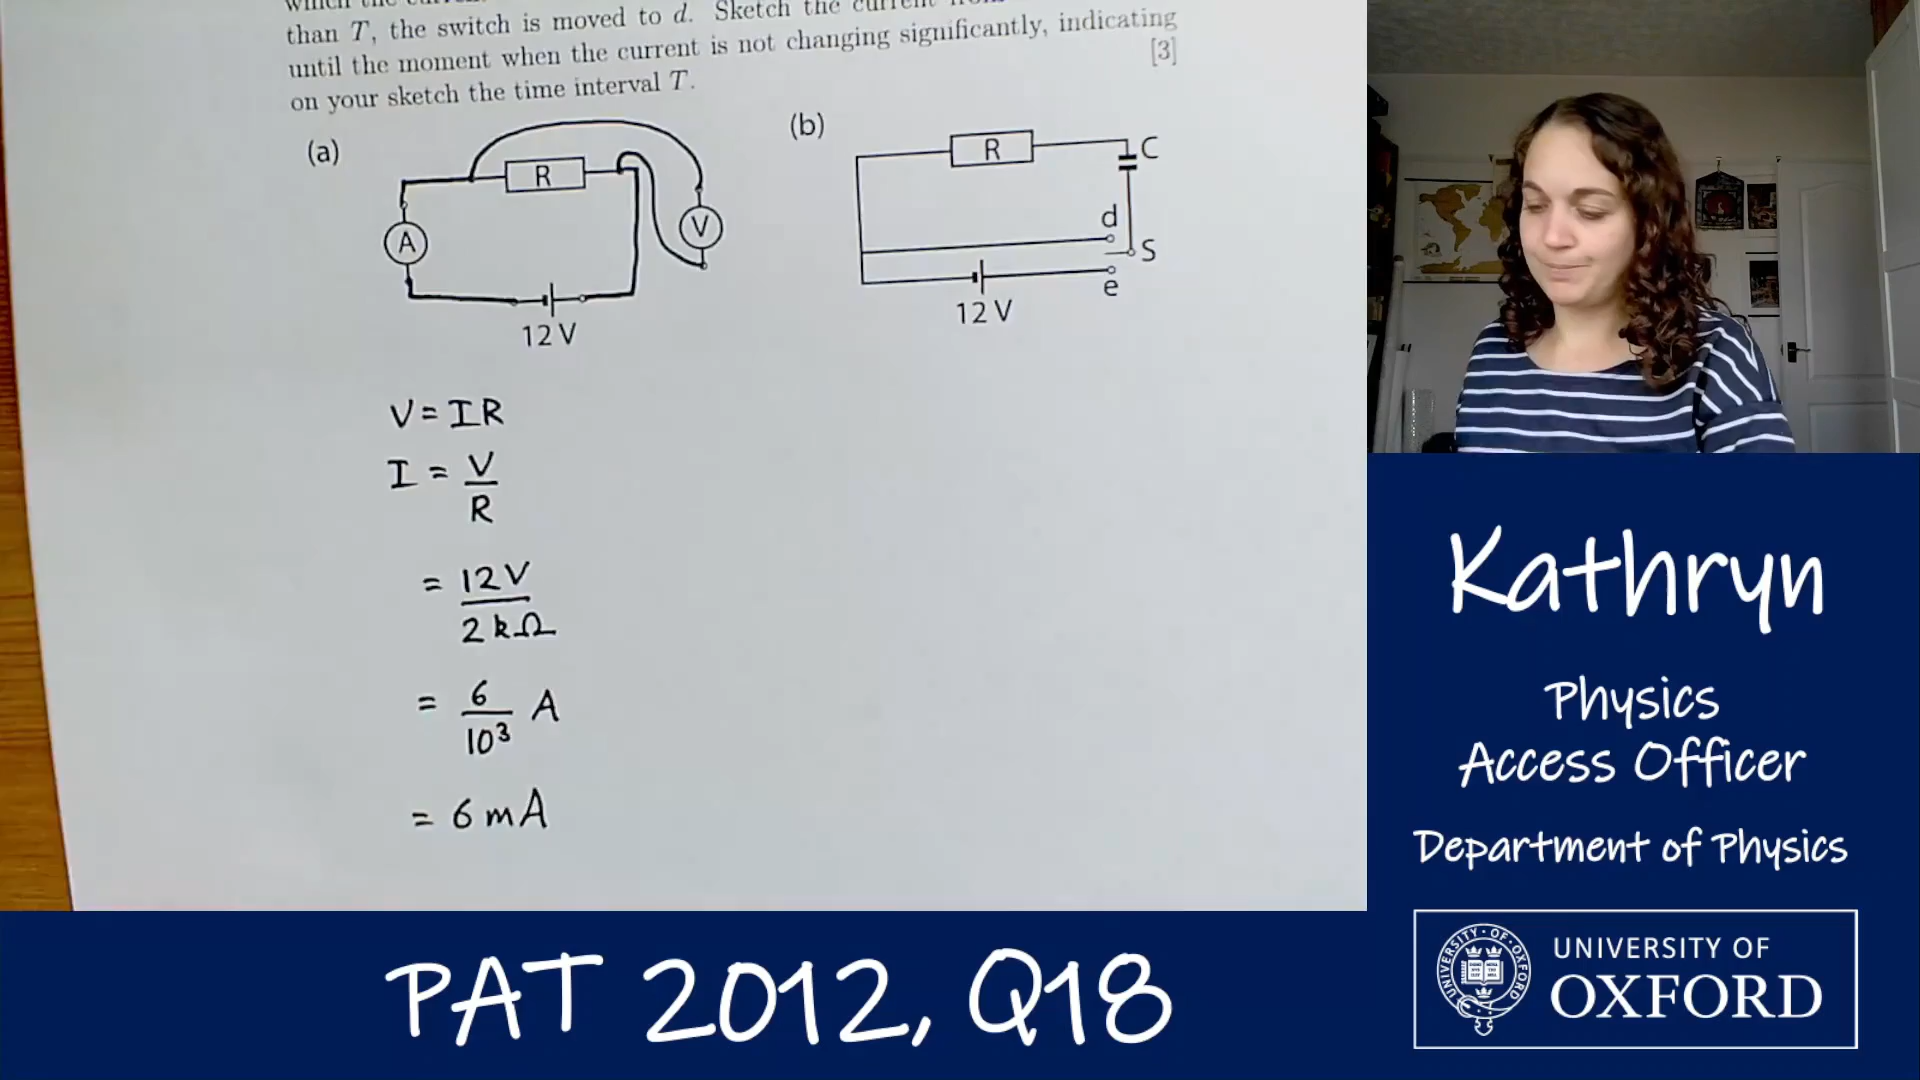 than T, the switch is moved to d. Sketch the current
until the moment when the current is not changing significantly, indicating
on your sketch the time interval T.
[3]
(a)
R
A
V
12 V
(b)
R
C
d
S
e
12 V
V = IR
I = V/R
= 12V/2kΩ
= 6/10³ A
= 6 mA
Kathryn
Physics
Access Officer
Department of Physics
PAT 2012, Q18
UNIVERSITY OF
OXFORD